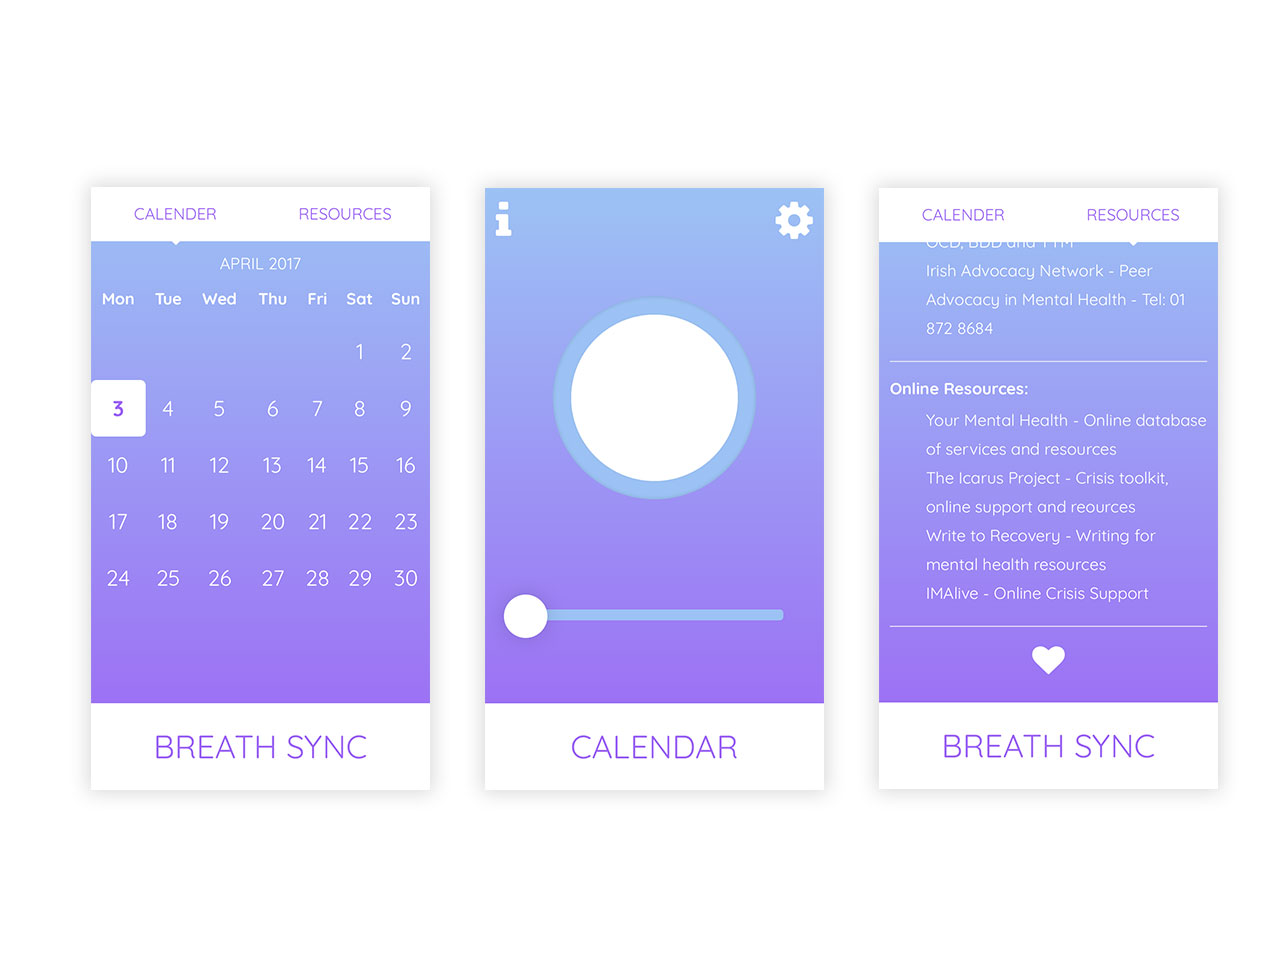 CALENDER RESOURCES
APRIL 2017
Mon Tue Wed Thu Fri Sat Sun
1 2
3 4 5 6 7 8 9
10 11 12 13 14 15 16
17 18 19 20 21 22 23
24 25 26 27 28 29 30
BREATH SYNC
CALENDAR
CALENDER RESOURCES
OCD, BDD and TTM
Irish Advocacy Network - Peer
Advocacy in Mental Health - Tel: 01
872 8684
Online Resources:
Your Mental Health - Online database
of services and resources
The Icarus Project - Crisis toolkit,
online support and reources
Write to Recovery - Writing for
mental health resources
IMAlive - Online Crisis Support
BREATH SYNC